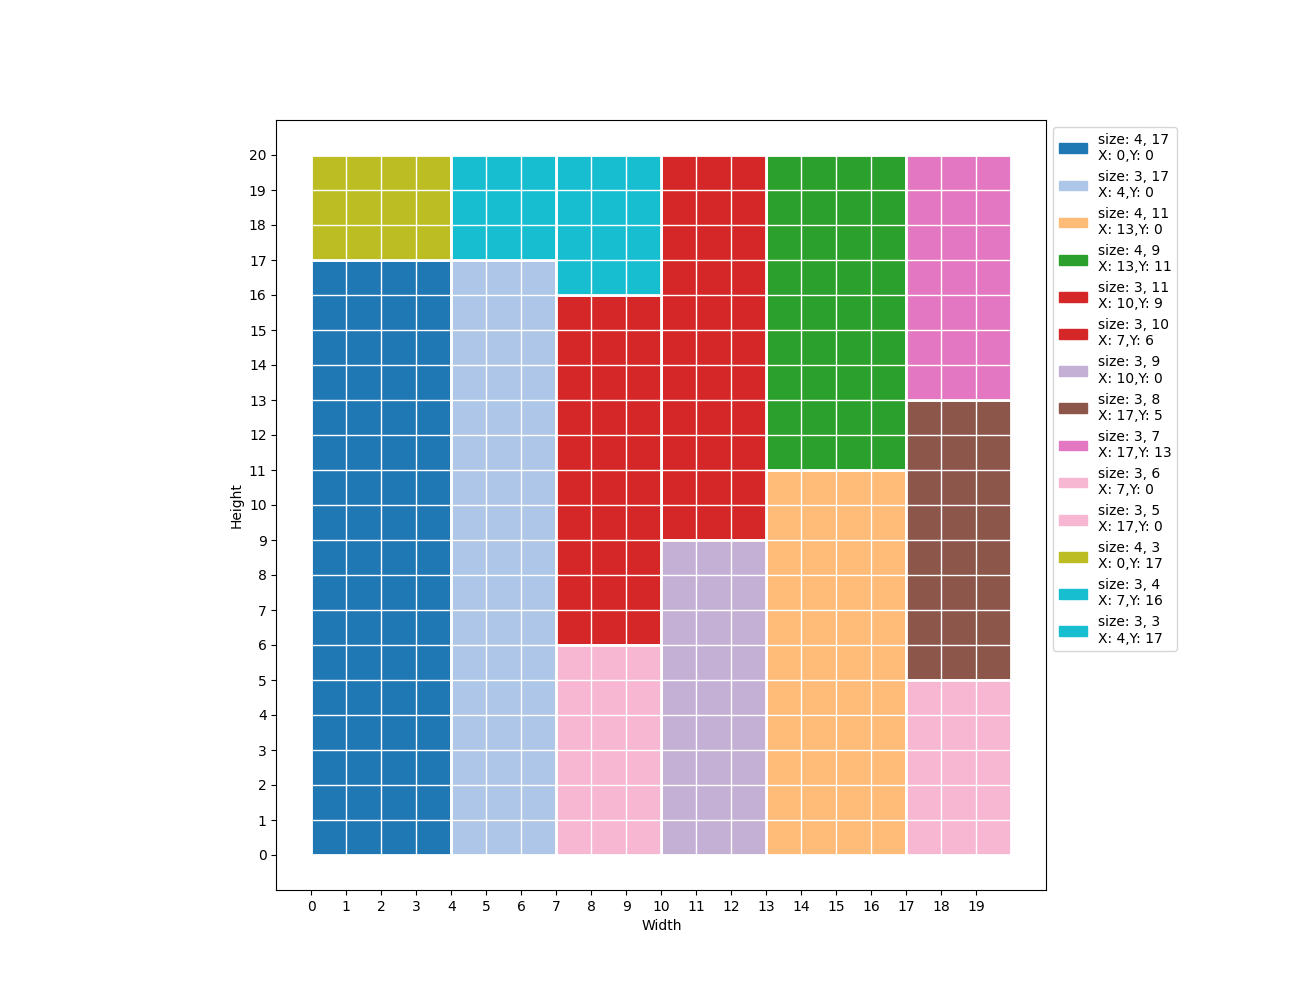 20
19
18
17
16
15
14
13
12
11
10
9
8
7
6
5
4
3
2
1
0
Height
0 1 2 3 4 5 6 7 8 9 10 11 12 13 14 15 16 17 18 19
Width
size: 4, 17
X: 0,Y: 0
size: 3, 17
X: 4,Y: 0
size: 4, 11
X: 13,Y: 0
size: 4, 9
X: 13,Y: 11
size: 3, 11
X: 10,Y: 9
size: 3, 10
X: 7,Y: 6
size: 3, 9
X: 10,Y: 0
size: 3, 8
X: 17,Y: 5
size: 3, 7
X: 17,Y: 13
size: 3, 6
X: 7,Y: 0
size: 3, 5
X: 17,Y: 0
size: 4, 3
X: 0,Y: 17
size: 3, 4
X: 7,Y: 16
size: 3, 3
X: 4,Y: 17